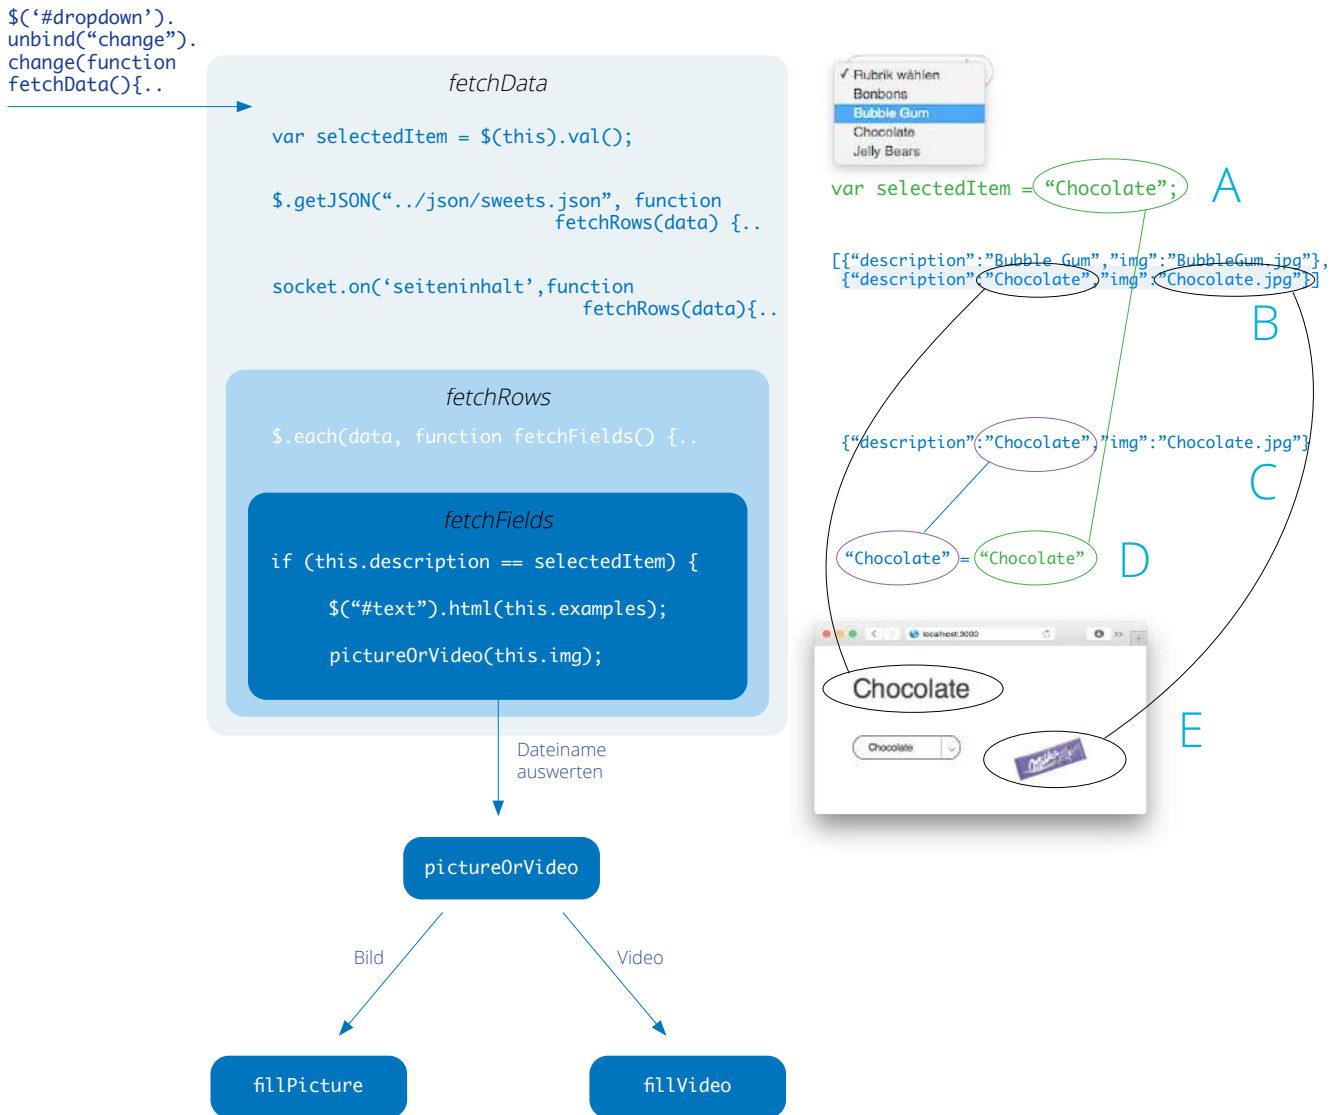 $(‘#dropdown’).
unbind(“change”).
change(function
fetchData(){..
fetchData
var selectedItem = $(this).val();
$.getJSON(“../json/sweets.json”, function
fetchRows(data) {..
socket.on(‘seiteninhalt’,function
fetchRows(data){..
fetchRows
$.each(data, function fetchFields() {..
fetchFields
if (this.description == selectedItem) {
$(“#text”).html(this.examples);
pictureOrVideo(this.img);
Dateiname
auswerten
pictureOrVideo
Bild
Video
fillPicture
fillVideo
✓ Rubrik wählen
Bonbons
Bubble Gum
Chocolate
Jelly Bears
var selectedItem = “Chocolate”;
A
[{“description”:”Bubble Gum”,”img”:”BubbleGum.jpg”},
{“description”:”Chocolate”,”img”:”Chocolate.jpg”}]
B
{“description”:”Chocolate”,”img”:”Chocolate.jpg”}
C
“Chocolate” = “Chocolate”
D
localhost:3000
Chocolate
Chocolate
Milka
E